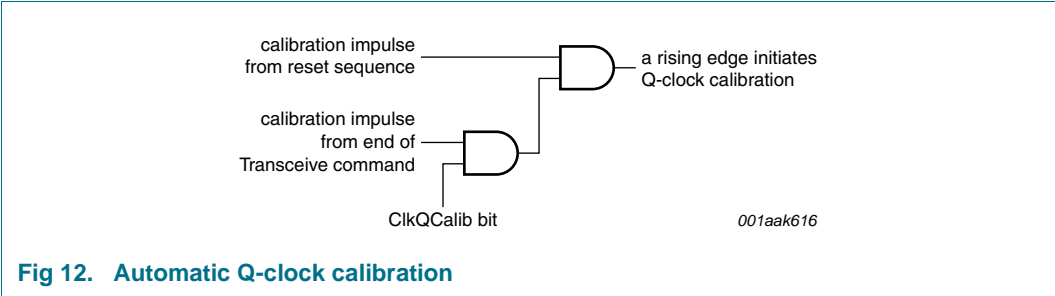 calibration impulse
from reset sequence
a rising edge initiates
Q-clock calibration
calibration impulse
from end of
Transceive command
ClkQCalib bit
001aak616
Fig 12. Automatic Q-clock calibration